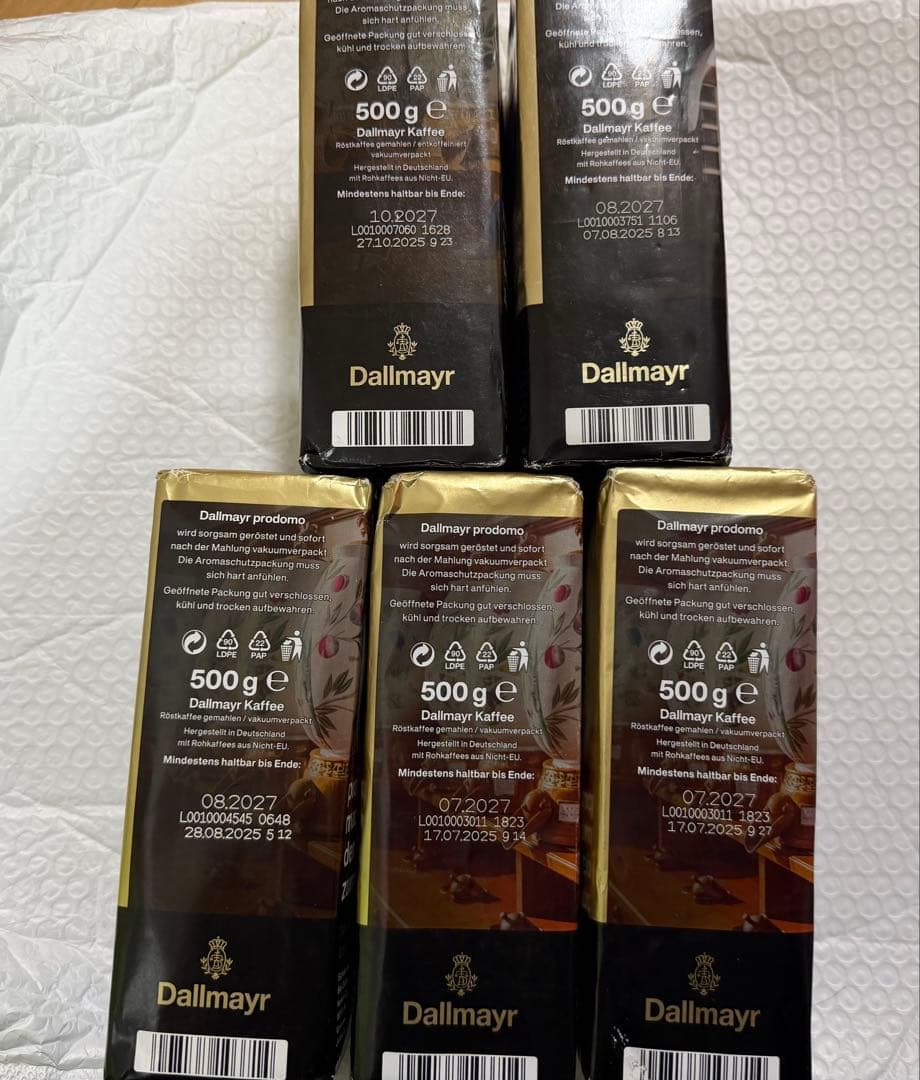 Die Aromaschutzpackung muss
sich hart anfühlen.
Geöffnete Packung gut verschlossen,
kühl und trocken aufbewahren.
90
LDPE
22
PAP
500 g e
Dallmayr Kaffee
Röstkaffee gemahlen / entkoffeiniert
vakuumverpackt
Hergestellt in Deutschland
mit Rohkaffees aus Nicht-EU.
Mindestens haltbar bis Ende:
10.2027
L0010007060 1628
27.10.2025 9 23
Dallmayr
Die Aromaschutzpackung muss
sich hart anfühlen.
Geöffnete Packung gut verschlossen,
kühl und trocken aufbewahren.
90
LDPE
22
PAP
500 g e
Dallmayr Kaffee
Röstkaffee gemahlen / vakuumverpackt
Hergestellt in Deutschland
mit Rohkaffees aus Nicht-EU.
Mindestens haltbar bis Ende:
08.2027
L0010003751 1106
07.08.2025 8 13
Dallmayr
Dallmayr prodomo
wird sorgsam geröstet und sofort
nach der Mahlung vakuumverpackt.
Die Aromaschutzpackung muss
sich hart anfühlen.
Geöffnete Packung gut verschlossen,
kühl und trocken aufbewahren.
90
LDPE
22
PAP
500 g e
Dallmayr Kaffee
Röstkaffee gemahlen / vakuumverpackt
Hergestellt in Deutschland
mit Rohkaffees aus Nicht-EU.
Mindestens haltbar bis Ende:
08.2027
L0010004545 0648
28.08.2025 5 12
Dallmayr
Dallmayr prodomo
wird sorgsam geröstet und sofort
nach der Mahlung vakuumverpackt.
Die Aromaschutzpackung muss
sich hart anfühlen.
Geöffnete Packung gut verschlossen,
kühl und trocken aufbewahren.
90
LDPE
22
PAP
500 g e
Dallmayr Kaffee
Röstkaffee gemahlen / vakuumverpackt
Hergestellt in Deutschland
mit Rohkaffees aus Nicht-EU.
Mindestens haltbar bis Ende:
07.2027
L0010003011 1823
17.07.2025 9 14
Dallmayr
Dallmayr prodomo
wird sorgsam geröstet und sofort
nach der Mahlung vakuumverpackt.
Die Aromaschutzpackung muss
sich hart anfühlen.
Geöffnete Packung gut verschlossen,
kühl und trocken aufbewahren.
90
LDPE
22
PAP
500 g e
Dallmayr Kaffee
Röstkaffee gemahlen / vakuumverpackt
Hergestellt in Deutschland
mit Rohkaffees aus Nicht-EU.
Mindestens haltbar bis Ende:
07.2027
L0010003011 1823
17.07.2025 9 27
Dallmayr